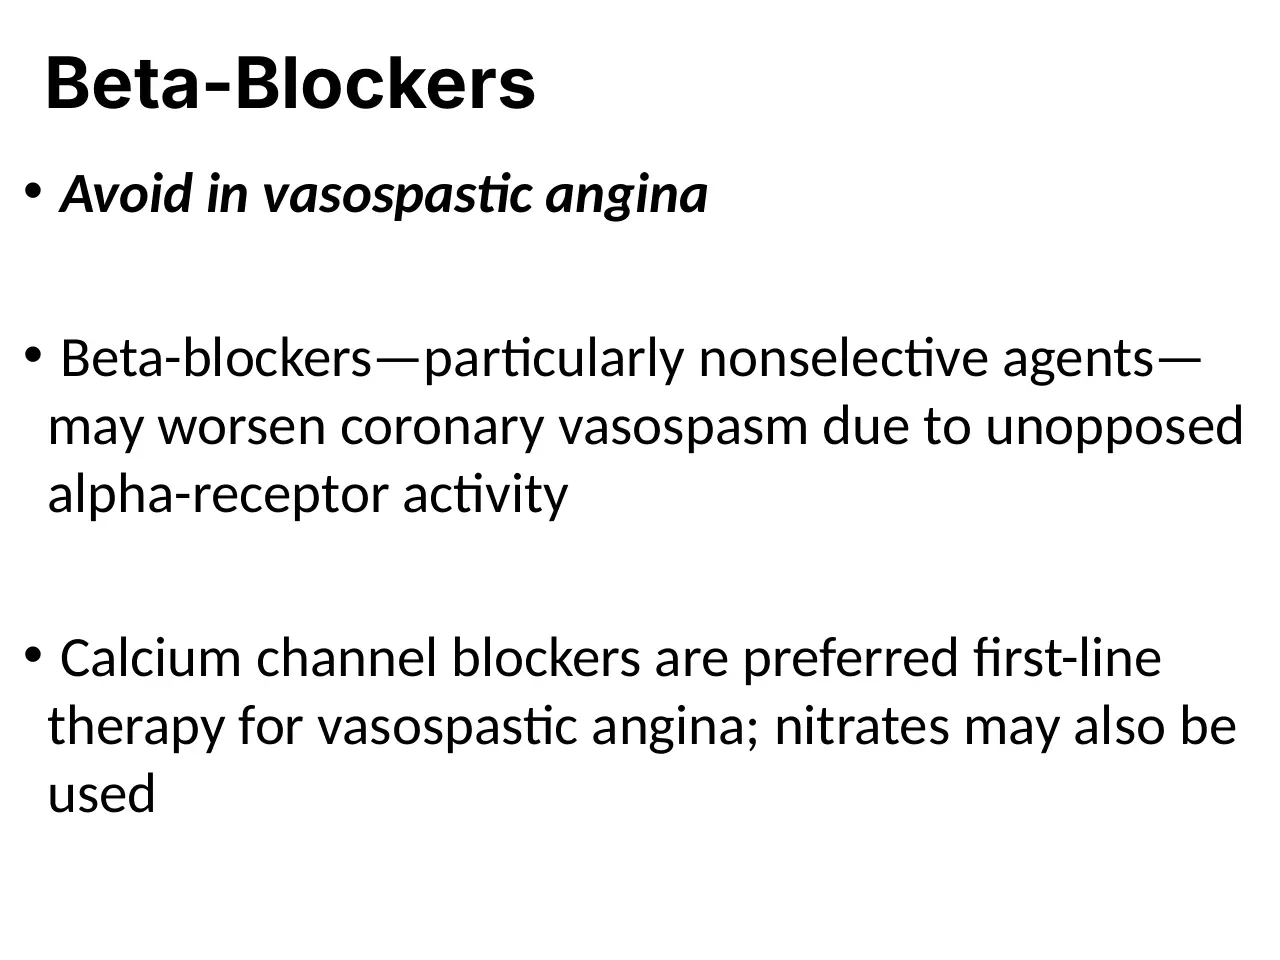 Beta-Blockers
• Avoid in vasospastic angina
• Beta-blockers—particularly nonselective agents—
may worsen coronary vasospasm due to unopposed
alpha-receptor activity
• Calcium channel blockers are preferred first-line
therapy for vasospastic angina; nitrates may also be
used